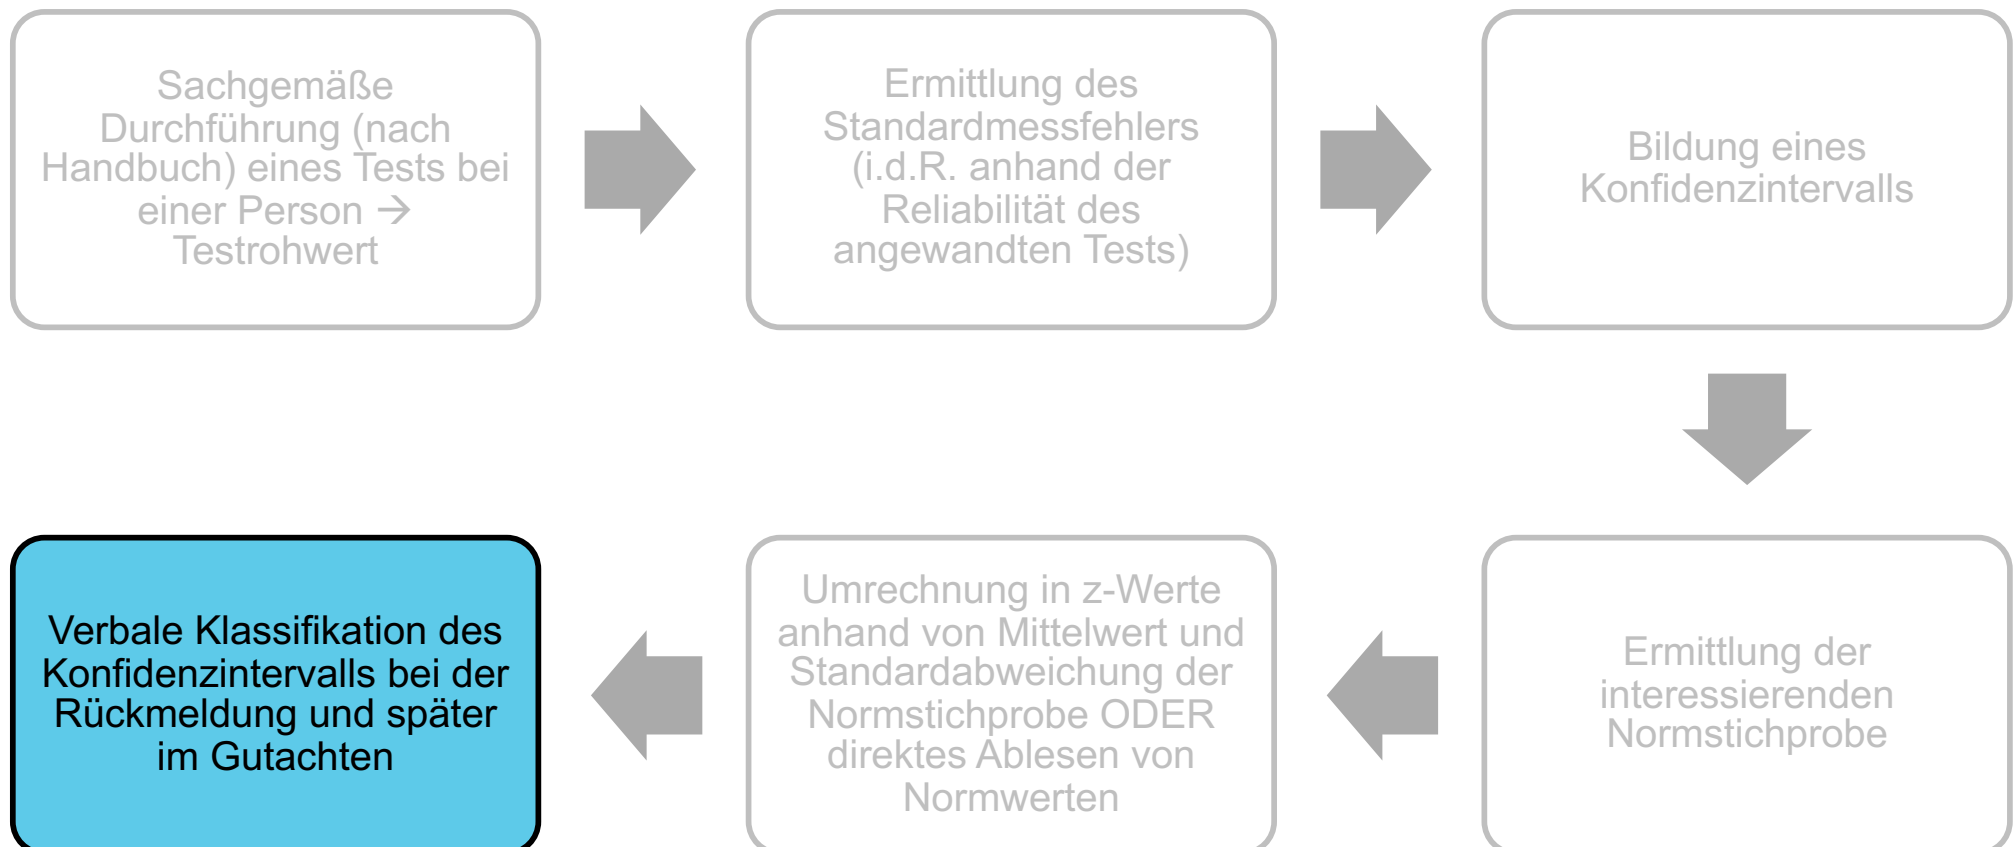 Sachgemäße
Durchführung (nach
Handbuch) eines Tests bei
einer Person →
Testrohwert
Ermittlung des
Standardmessfehlers
(i.d.R. anhand der
Reliabilität des
angewandten Tests)
Bildung eines
Konfidenzintervalls
Ermittlung der
interessierenden
Normstichprobe
Umrechnung in z-Werte
anhand von Mittelwert und
Standardabweichung der
Normstichprobe ODER
direktes Ablesen von
Normwerten
Verbale Klassifikation des
Konfidenzintervalls bei der
Rückmeldung und später
im Gutachten